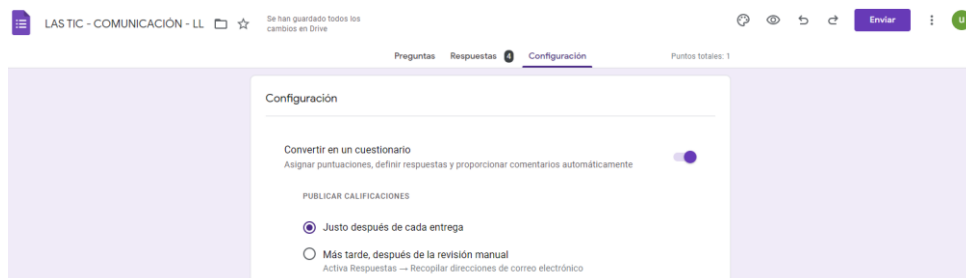 LAS TIC - COMUNICACIÓN - LL
Se han guardado todos los
cambios en Drive
Enviar
U
Preguntas Respuestas 4 Configuración Puntos totales: 1
Configuración
Convertir en un cuestionario
Asignar puntuaciones, definir respuestas y proporcionar comentarios automáticamente
PUBLICAR CALIFICACIONES
Justo después de cada entrega
Más tarde, después de la revisión manual
Activa Respuestas → Recopilar direcciones de correo electrónico